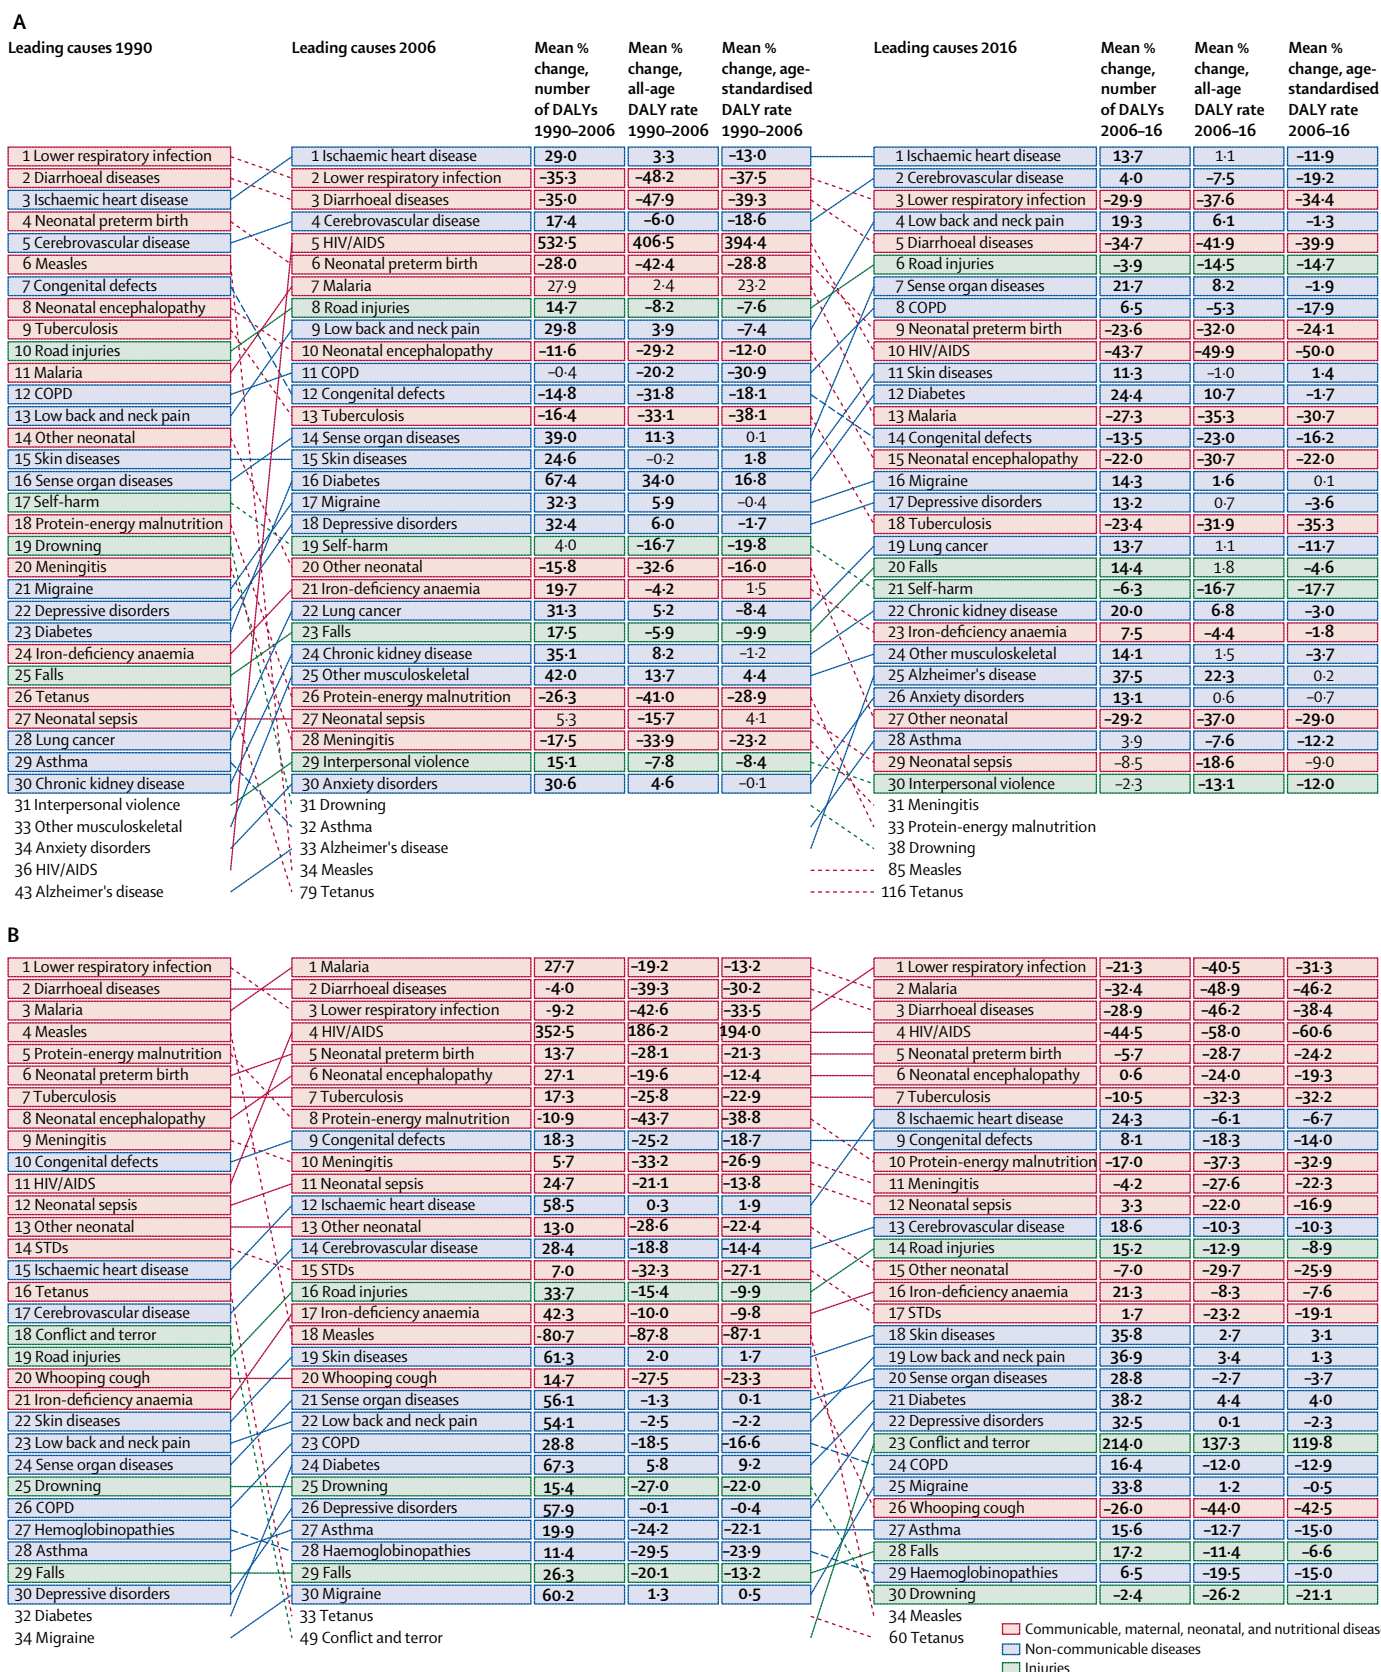 A
Leading causes 1990
Leading causes 2006
Mean % change, number of DALYs 1990–2006
Mean % change, all-age DALY rate 1990–2006
Mean % change, age-standardised DALY rate 1990–2006
Leading causes 2016
Mean % change, number of DALYs 2006–16
Mean % change, all-age DALY rate 2006–16
Mean % change, age-standardised DALY rate 2006–16
1 Lower respiratory infection 1 Ischaemic heart disease 29·0 3·3 –13·0 1 Ischaemic heart disease 13·7 1·1 –11·9
2 Diarrhoeal diseases 2 Lower respiratory infection –35·3 –48·2 –37·5 2 Cerebrovascular disease 4·0 –7·5 –19·2
3 Ischaemic heart disease 3 Diarrhoeal diseases –35·0 –47·9 –39·3 3 Lower respiratory infection –29·9 –37·6 –34·4
4 Neonatal preterm birth 4 Cerebrovascular disease 17·4 –6·0 –18·6 4 Low back and neck pain 19·3 6·1 –1·3
5 Cerebrovascular disease 5 HIV/AIDS 532·5 406·5 394·4 5 Diarrhoeal diseases –34·7 –41·9 –39·9
6 Measles 6 Neonatal preterm birth –28·0 –42·4 –28·8 6 Road injuries –3·9 –14·5 –14·7
7 Congenital defects 7 Malaria 27·9 2·4 23·2 7 Sense organ diseases 21·7 8·2 –1·9
8 Neonatal encephalopathy 8 Road injuries 14·7 –8·2 –7·6 8 COPD 6·5 –5·3 –17·9
9 Tuberculosis 9 Low back and neck pain 29·8 3·9 –7·4 9 Neonatal preterm birth –23·6 –32·0 –24·1
10 Road injuries 10 Neonatal encephalopathy –11·6 –29·2 –12·0 10 HIV/AIDS –43·7 –49·9 –50·0
11 Malaria 11 COPD –0·4 –20·2 –30·9 11 Skin diseases 11·3 –1·0 1·4
12 COPD 12 Congenital defects –14·8 –31·8 –18·1 12 Diabetes 24·4 10·7 –1·7
13 Low back and neck pain 13 Tuberculosis –16·4 –33·1 –38·1 13 Malaria –27·3 –35·3 –30·7
14 Other neonatal 14 Sense organ diseases 39·0 11·3 0·1 14 Congenital defects –13·5 –23·0 –16·2
15 Skin diseases 15 Skin diseases 24·6 –0·2 1·8 15 Neonatal encephalopathy –22·0 –30·7 –22·0
16 Sense organ diseases 16 Diabetes 67·4 34·0 16·8 16 Migraine 14·3 1·6 0·1
17 Self-harm 17 Migraine 32·3 5·9 –0·4 17 Depressive disorders 13·2 0·7 –3·6
18 Protein-energy malnutrition 18 Depressive disorders 32·4 6·0 –1·7 18 Tuberculosis –23·4 –31·9 –35·3
19 Drowning 19 Self-harm 4·0 –16·7 –19·8 19 Lung cancer 13·7 1·1 –11·7
20 Meningitis 20 Other neonatal –15·8 –32·6 –16·0 20 Falls 14·4 1·8 –4·6
21 Migraine 21 Iron-deficiency anaemia 19·7 –4·2 1·5 21 Self-harm –6·3 –16·7 –17·7
22 Depressive disorders 22 Lung cancer 31·3 5·2 –8·4 22 Chronic kidney disease 20·0 6·8 –3·0
23 Diabetes 23 Falls 17·5 –5·9 –9·9 23 Iron-deficiency anaemia 7·5 –4·4 –1·8
24 Iron-deficiency anaemia 24 Chronic kidney disease 35·1 8·2 –1·2 24 Other musculoskeletal 14·1 1·5 –3·7
25 Falls 25 Other musculoskeletal 42·0 13·7 4·4 25 Alzheimer's disease 37·5 22·3 0·2
26 Tetanus 26 Protein-energy malnutrition –26·3 –41·0 –28·9 26 Anxiety disorders 13·1 0·6 –0·7
27 Neonatal sepsis 27 Neonatal sepsis 5·3 –15·7 4·1 27 Other neonatal –29·2 –37·0 –29·0
28 Lung cancer 28 Meningitis –17·5 –33·9 –23·2 28 Asthma 3·9 –7·6 –12·2
29 Asthma 29 Interpersonal violence 15·1 –7·8 –8·4 29 Neonatal sepsis –8·5 –18·6 –9·0
30 Chronic kidney disease 30 Anxiety disorders 30·6 4·6 –0·1 30 Interpersonal violence –2·3 –13·1 –12·0
31 Interpersonal violence 31 Drowning 31 Meningitis
33 Other musculoskeletal 32 Asthma 33 Protein-energy malnutrition
34 Anxiety disorders 33 Alzheimer's disease 38 Drowning
36 HIV/AIDS 34 Measles 85 Measles
43 Alzheimer's disease 79 Tetanus 116 Tetanus
B
1 Lower respiratory infection 1 Malaria 27·7 –19·2 –13·2 1 Lower respiratory infection –21·3 –40·5 –31·3
2 Diarrhoeal diseases 2 Diarrhoeal diseases -4·0 –39·3 –30·2 2 Malaria –32·4 –48·9 –46·2
3 Malaria 3 Lower respiratory infection -9·2 –42·6 –33·5 3 Diarrhoeal diseases –28·9 –46·2 –38·4
4 Measles 4 HIV/AIDS 352·5 186·2 194·0 4 HIV/AIDS –44·5 –58·0 –60·6
5 Protein-energy malnutrition 5 Neonatal preterm birth 13·7 –28·1 –21·3 5 Neonatal preterm birth –5·7 –28·7 –24·2
6 Neonatal preterm birth 6 Neonatal encephalopathy 27·1 –19·6 –12·4 6 Neonatal encephalopathy 0·6 –24·0 –19·3
7 Tuberculosis 7 Tuberculosis 17·3 –25·8 –22·9 7 Tuberculosis –10·5 –32·3 –32·2
8 Neonatal encephalopathy 8 Protein-energy malnutrition -10·9 –43·7 –38·8 8 Ischaemic heart disease 24·3 –6·1 –6·7
9 Meningitis 9 Congenital defects 18·3 –25·2 –18·7 9 Congenital defects 8·1 –18·3 –14·0
10 Congenital defects 10 Meningitis 5·7 –33·2 –26·9 10 Protein-energy malnutrition –17·0 –37·3 –32·9
11 HIV/AIDS 11 Neonatal sepsis 24·7 –21·1 –13·8 11 Meningitis –4·2 –27·6 –22·3
12 Neonatal sepsis 12 Ischaemic heart disease 58·5 0·3 1·9 12 Neonatal sepsis 3·3 –22·0 –16·9
13 Other neonatal 13 Other neonatal 13·0 –28·6 –22·4 13 Cerebrovascular disease 18·6 –10·3 –10·3
14 STDs 14 Cerebrovascular disease 28·4 –18·8 –14·4 14 Road injuries 15·2 –12·9 –8·9
15 Ischaemic heart disease 15 STDs 7·0 –32·3 –27·1 15 Other neonatal –7·0 –29·7 –25·9
16 Tetanus 16 Road injuries 33·7 –15·4 –9·9 16 Iron-deficiency anaemia 21·3 –8·3 –7·6
17 Cerebrovascular disease 17 Iron-deficiency anaemia 42·3 –10·0 –9·8 17 STDs 1·7 –23·2 –19·1
18 Conflict and terror 18 Measles -80·7 –87·8 –87·1 18 Skin diseases 35·8 2·7 3·1
19 Road injuries 19 Skin diseases 61·3 2·0 1·7 19 Low back and neck pain 36·9 3·4 1·3
20 Whooping cough 20 Whooping cough 14·7 –27·5 –23·3 20 Sense organ diseases 28·8 –2·7 –3·7
21 Iron-deficiency anaemia 21 Sense organ diseases 56·1 –1·3 0·1 21 Diabetes 38·2 4·4 4·0
22 Skin diseases 22 Low back and neck pain 54·1 –2·5 –2·2 22 Depressive disorders 32·5 0·1 –2·3
23 Low back and neck pain 23 COPD 28·8 –18·5 –16·6 23 Conflict and terror 214·0 137·3 119·8
24 Sense organ diseases 24 Diabetes 67·3 5·8 9·2 24 COPD 16·4 –12·0 –12·9
25 Drowning 25 Drowning 15·4 –27·0 –22·0 25 Migraine 33·8 1·2 –0·5
26 COPD 26 Depressive disorders 57·9 –0·1 –0·4 26 Whooping cough –26·0 –44·0 –42·5
27 Hemoglobinopathies 27 Asthma 19·9 –24·2 –22·1 27 Asthma 15·6 –12·7 –15·0
28 Asthma 28 Haemoglobinopathies 11·4 –29·5 –23·9 28 Falls 17·2 –11·4 –6·6
29 Falls 29 Falls 26·3 –20·1 –13·2 29 Haemoglobinopathies 6·5 –19·5 –15·0
30 Depressive disorders 30 Migraine 60·2 1·3 0·5 30 Drowning –2·4 –26·2 –21·1
32 Diabetes 33 Tetanus 34 Measles
34 Migraine 49 Conflict and terror 60 Tetanus
Communicable, maternal, neonatal, and nutritional diseas
Non-communicable diseases
Injuries